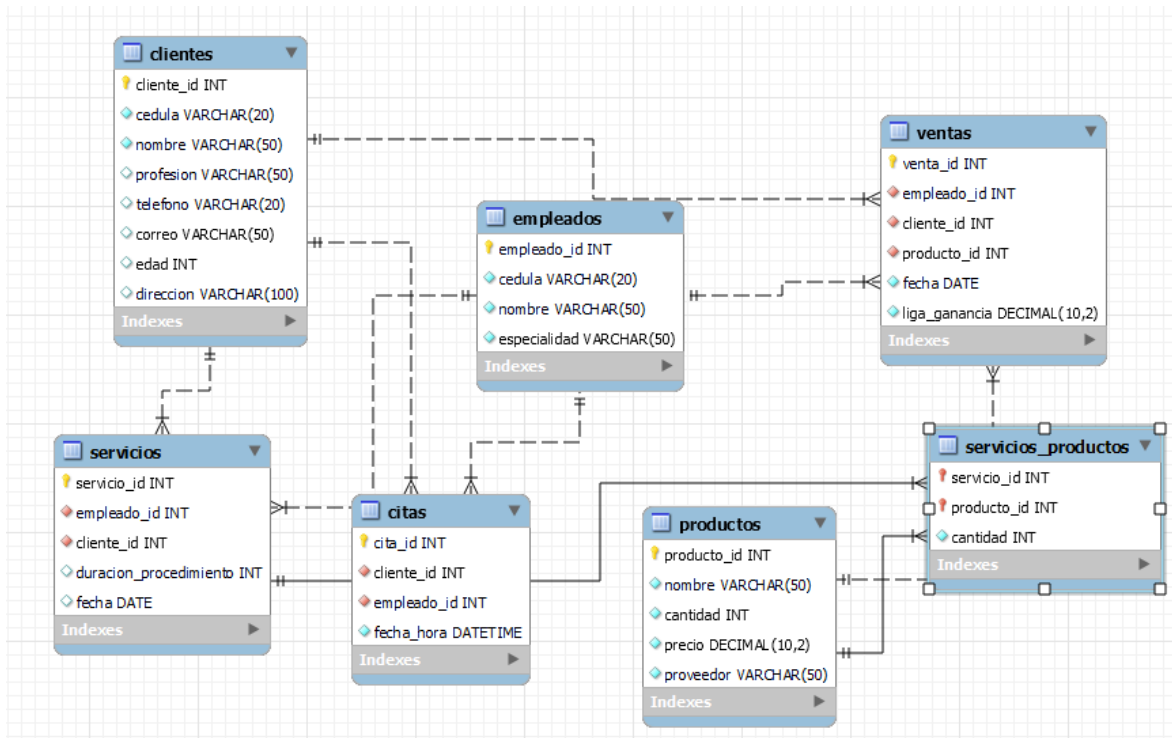 clientes
cliente_id INT
cedula VARCHAR(20)
nombre VARCHAR(50)
profesion VARCHAR(50)
telefono VARCHAR(20)
correo VARCHAR(50)
edad INT
direccion VARCHAR(100)
Indexes
empleados
empleado_id INT
cedula VARCHAR(20)
nombre VARCHAR(50)
especialidad VARCHAR(50)
Indexes
ventas
venta_id INT
empleado_id INT
cliente_id INT
producto_id INT
fecha DATE
liga_ganancia DECIMAL(10,2)
Indexes
servicios
servicio_id INT
empleado_id INT
cliente_id INT
duracion_procedimiento INT
fecha DATE
Indexes
citas
cita_id INT
cliente_id INT
empleado_id INT
fecha_hora DATETIME
Indexes
productos
producto_id INT
nombre VARCHAR(50)
cantidad INT
precio DECIMAL(10,2)
proveedor VARCHAR(50)
Indexes
servicios_productos
servicio_id INT
producto_id INT
cantidad INT
Indexes